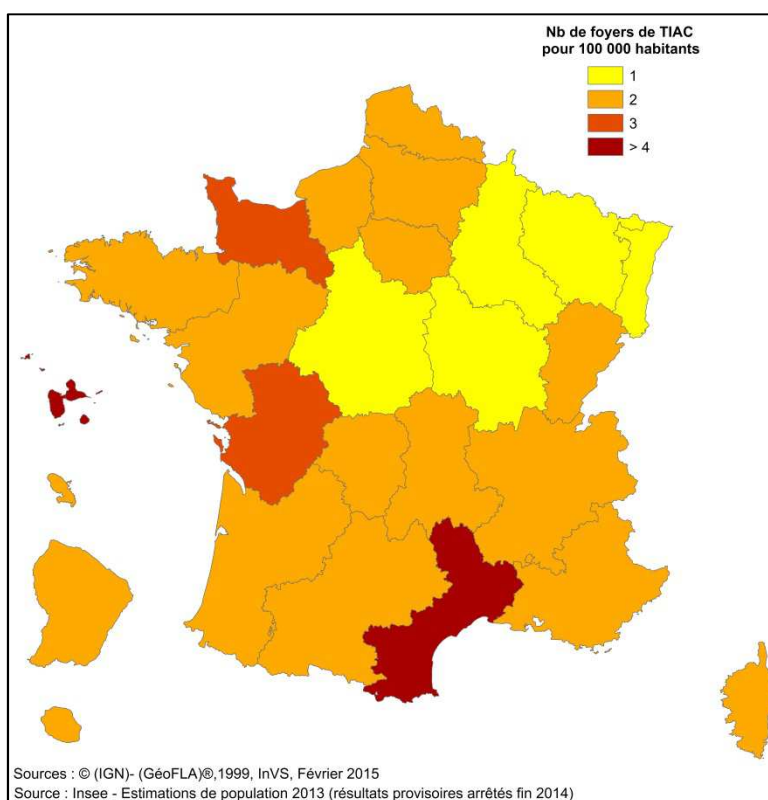 Nb de foyers de TIAC
pour 100 000 habitants
1
2
3
> 4
Sources : © (IGN)- (GéoFLA)®,1999, InVS, Février 2015
Source : Insee - Estimations de population 2013 (résultats provisoires arrêtés fin 2014)